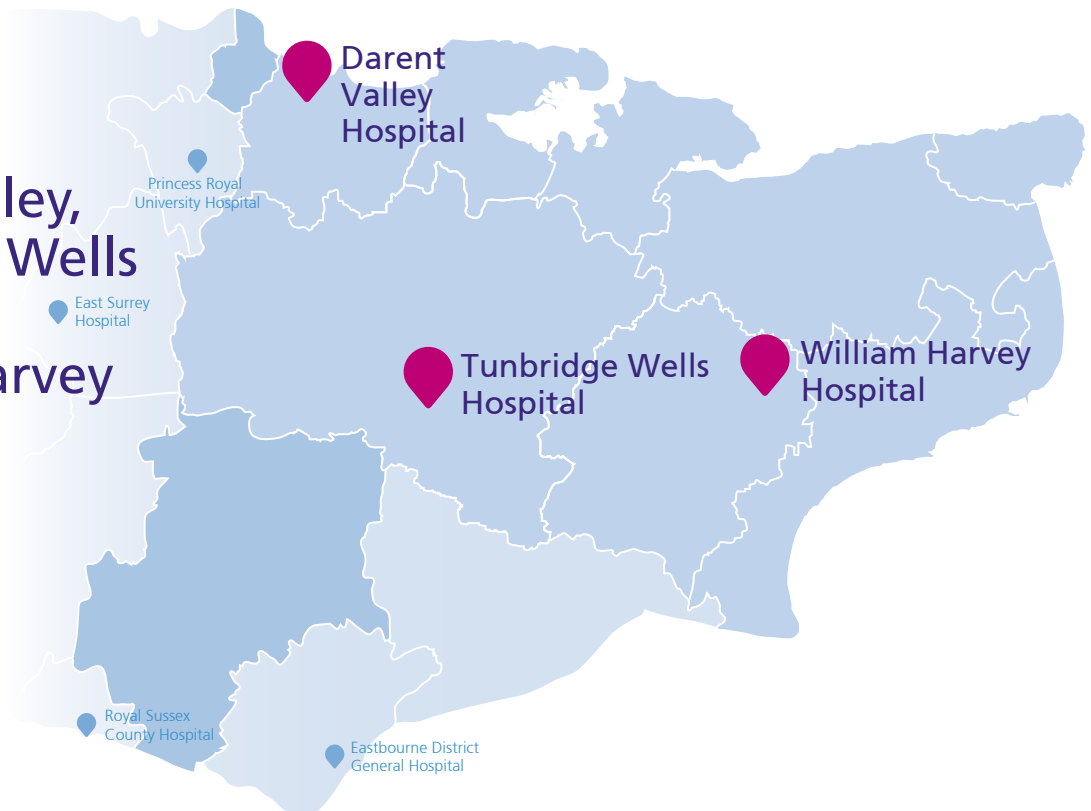 Darent
Valley
Hospital
Princess Royal
University Hospital
ley,
Wells
East Surrey
Hospital
arvey
Tunbridge Wells
Hospital
William Harvey
Hospital
Royal Sussex
County Hospital
Eastbourne District
General Hospital